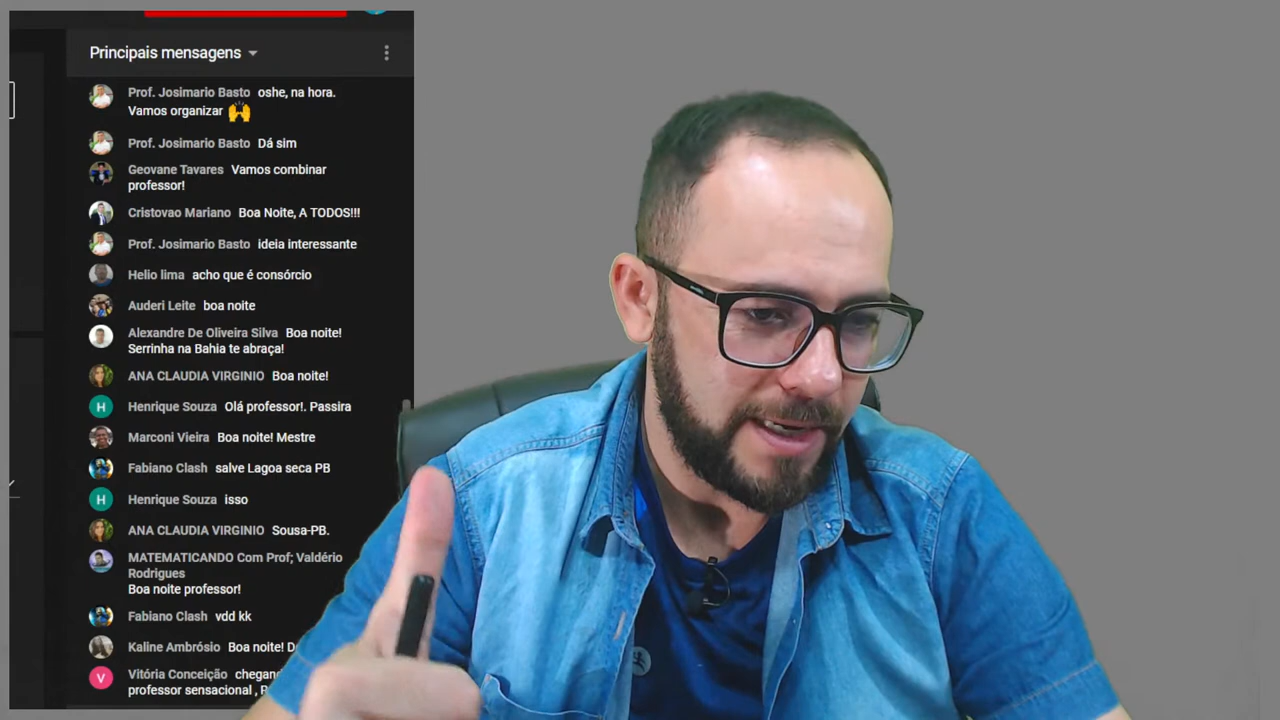 Principais mensagens
Prof. Josimario Basto oshe, na hora.
Vamos organizar
Prof. Josimario Basto Dá sim
Geovane Tavares Vamos combinar
professor!
Cristovao Mariano Boa Noite, A TODOS!!!
Prof. Josimario Basto ideia interessante
Helio lima acho que é consórcio
Auderi Leite boa noite
Alexandre De Oliveira Silva Boa noite!
Serrinha na Bahia te abraça!
ANA CLAUDIA VIRGINIO Boa noite!
H Henrique Souza Olá professor!. Passira
Marconi Vieira Boa noite! Mestre
Fabiano Clash salve Lagoa seca PB
H Henrique Souza isso
ANA CLAUDIA VIRGINIO Sousa-PB.
MATEMATICANDO Com Prof; Valdério
Rodrigues
Boa noite professor!
Fabiano Clash vdd kk
Kaline Ambrósio Boa noite!
V Vitória Conceição
professor sensacional ,